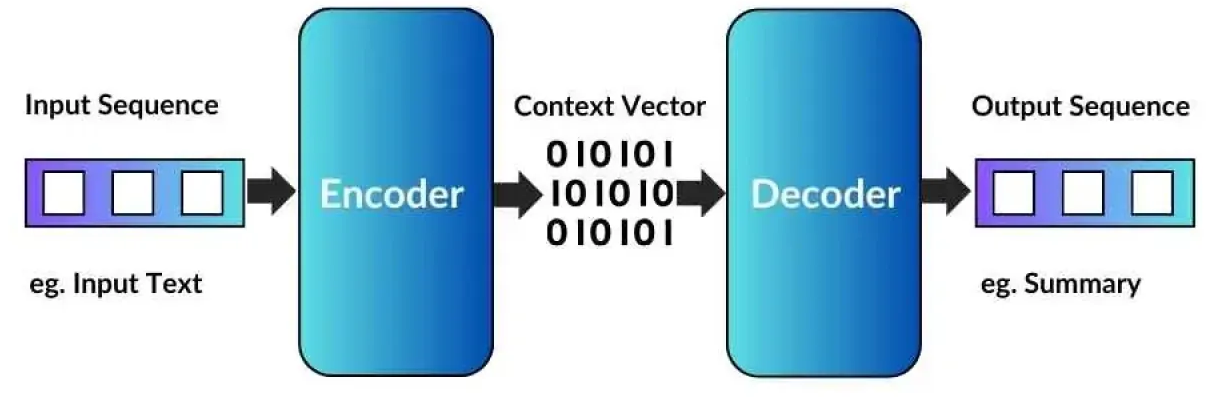 Input Sequence
eg. Input Text
Encoder
Context Vector
010101
101010
010101
Decoder
Output Sequence
eg. Summary